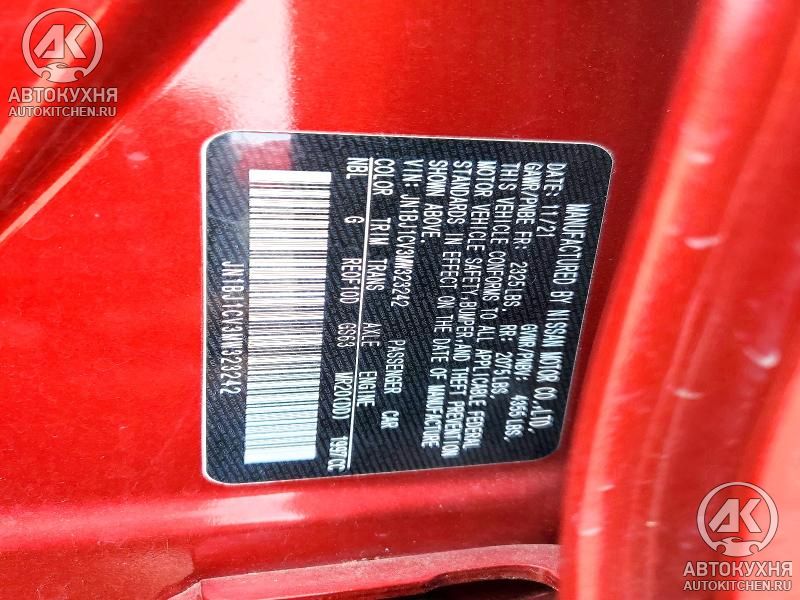 AK
АВТОКУХНЯ
AUTOKITCHEN.RU
MANUFACTURED BY NISSAN MOTOR CO.,LTD.
DATE: 11/21 GVWR/PNBV: 4355 LBS.
GAWR/PNBE FR: 2325 LBS. RR: 2075 LBS.
THIS VEHICLE CONFORMS TO ALL APPLICABLE FEDERAL
MOTOR VEHICLE SAFETY, BUMPER, AND THEFT PREVENTION
STANDARDS IN EFFECT ON THE DATE OF MANUFACTURE
SHOWN ABOVE.
VIN: JN1BJ1CV3MW323242 PASSENGER CAR
COLOR TRIM TRANS AXLE ENGINE
NBL G RE0F10D GS63 MR20(DD) 1997CC
JN1BJ1CV3MW323242
AK
АВТОКУХНЯ
AUTOKITCHEN.RU